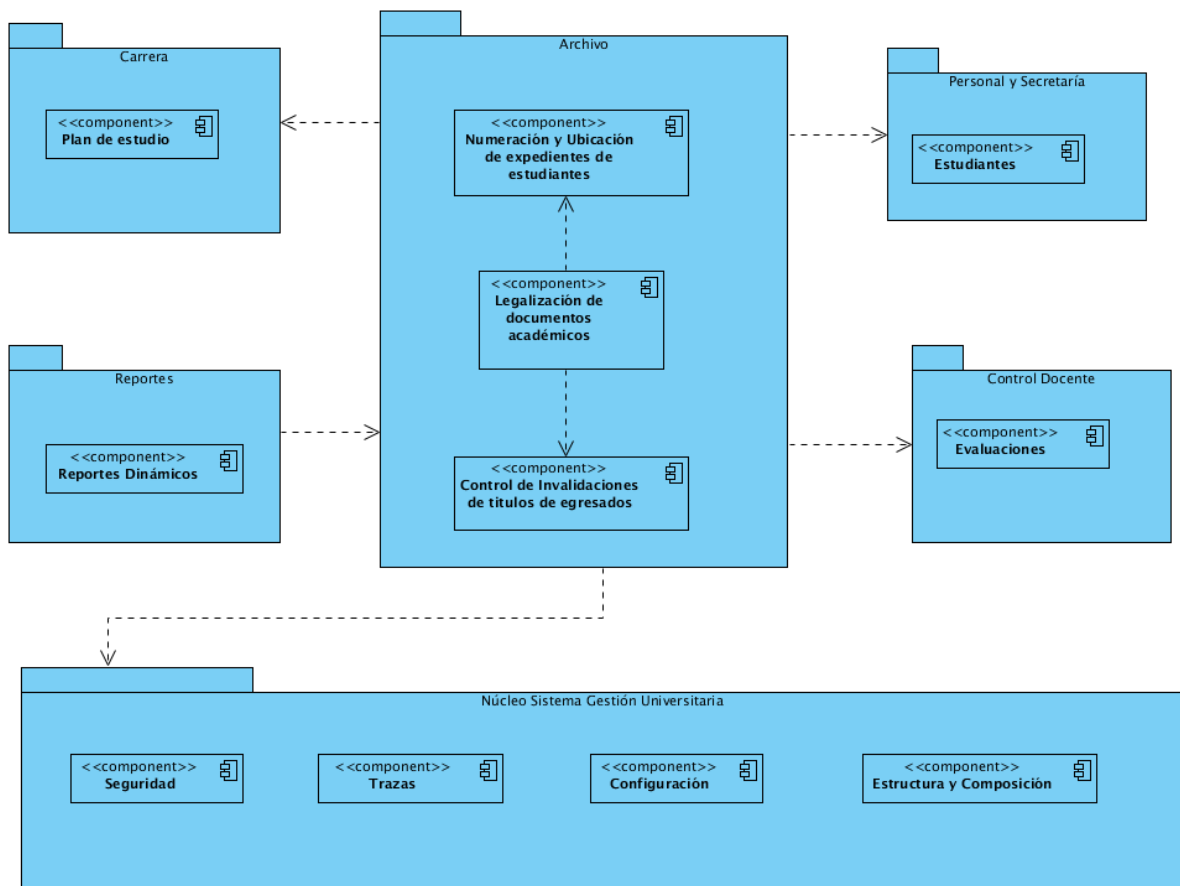 Carrera
<<component>>
Plan de estudio
Archivo
<<component>>
Numeración y Ubicación
de expedientes de
estudiantes
<<component>>
Legalización de
documentos
académicos
<<component>>
Control de Invalidaciones
de titulos de egresados
Personal y Secretaría
<<component>>
Estudiantes
Reportes
<<component>>
Reportes Dinámicos
Control Docente
<<component>>
Evaluaciones
Núcleo Sistema Gestión Universitaria
<<component>>
Seguridad
<<component>>
Trazas
<<component>>
Configuración
<<component>>
Estructura y Composición